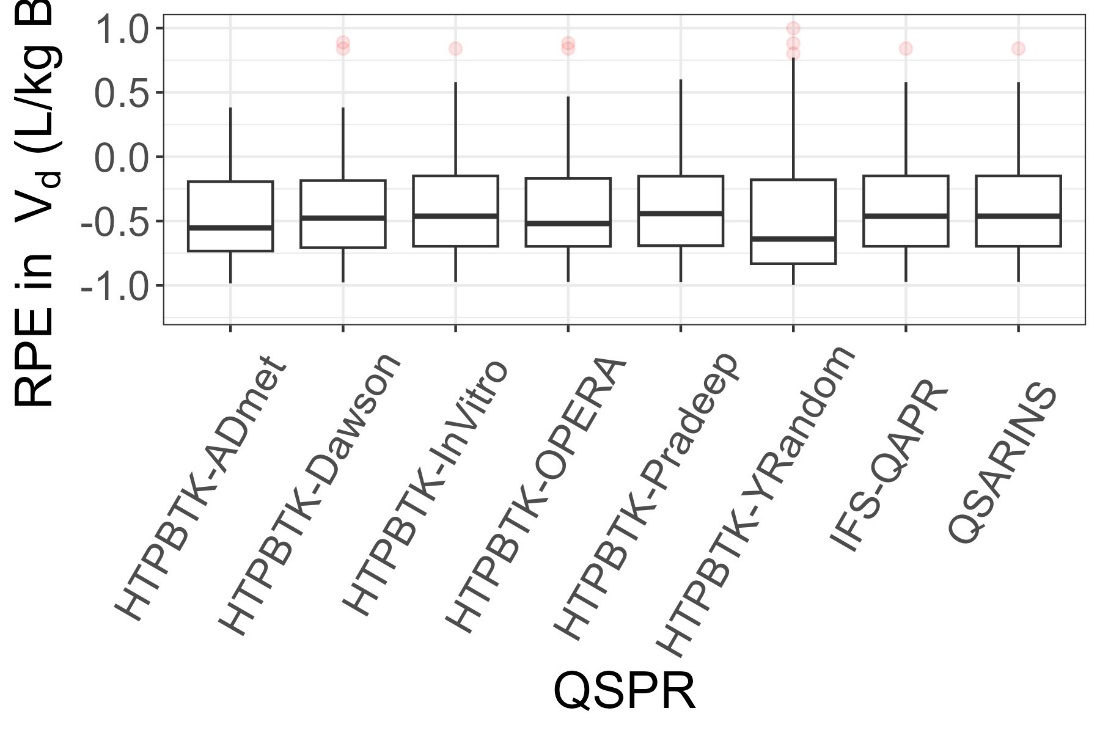 RPE in Vd (L/kg B
1.0
0.5
0.0
-0.5
-1.0
HTPBTK-ADmet
HTPBTK-Dawson
HTPBTK-InVitro
HTPBTK-OPERA
HTPBTK-Pradeep
HTPBTK-YRandom
IFS-QAPR
QSARINS
QSPR